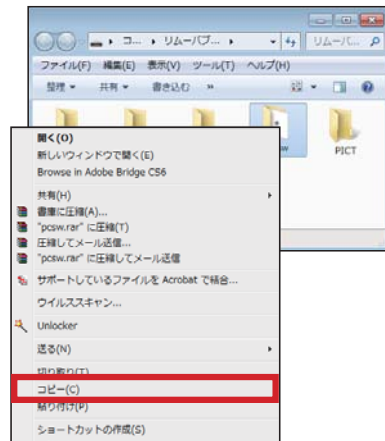 コ... ▸ リムーバブ... ▸
リムーバ...
ファイル(F) 編集(E) 表示(V) ツール(T) ヘルプ(H)
整理 ▼ 共有 ▼ 書き込む »
PICT
開く(O)
新しいウィンドウで開く(E)
Browse in Adobe Bridge CS6
共有(H)
書庫に圧縮(A)...
"pcsw.rar" に圧縮(T)
圧縮してメール送信...
"pcsw.rar" に圧縮してメール送信
サポートしているファイルを Acrobat で結合...
ウイルススキャン...
Unlocker
送る(N)
切り取り(T)
コピー(C)
貼り付け(P)
ショートカットの作成(S)